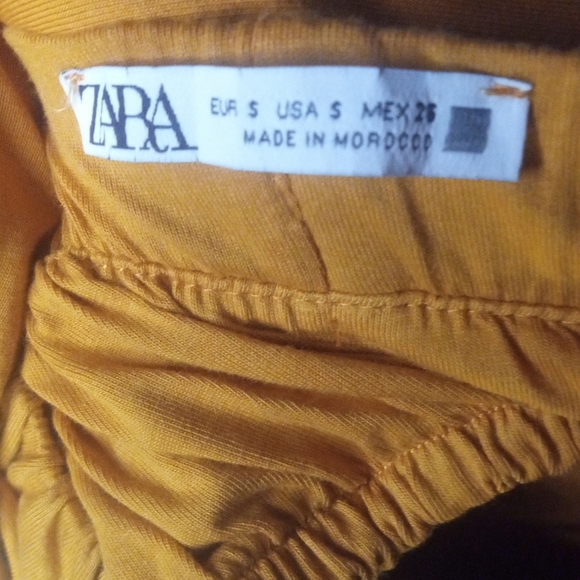 ZARA
EUR S USA S MEX 26
MADE IN MOROCCO